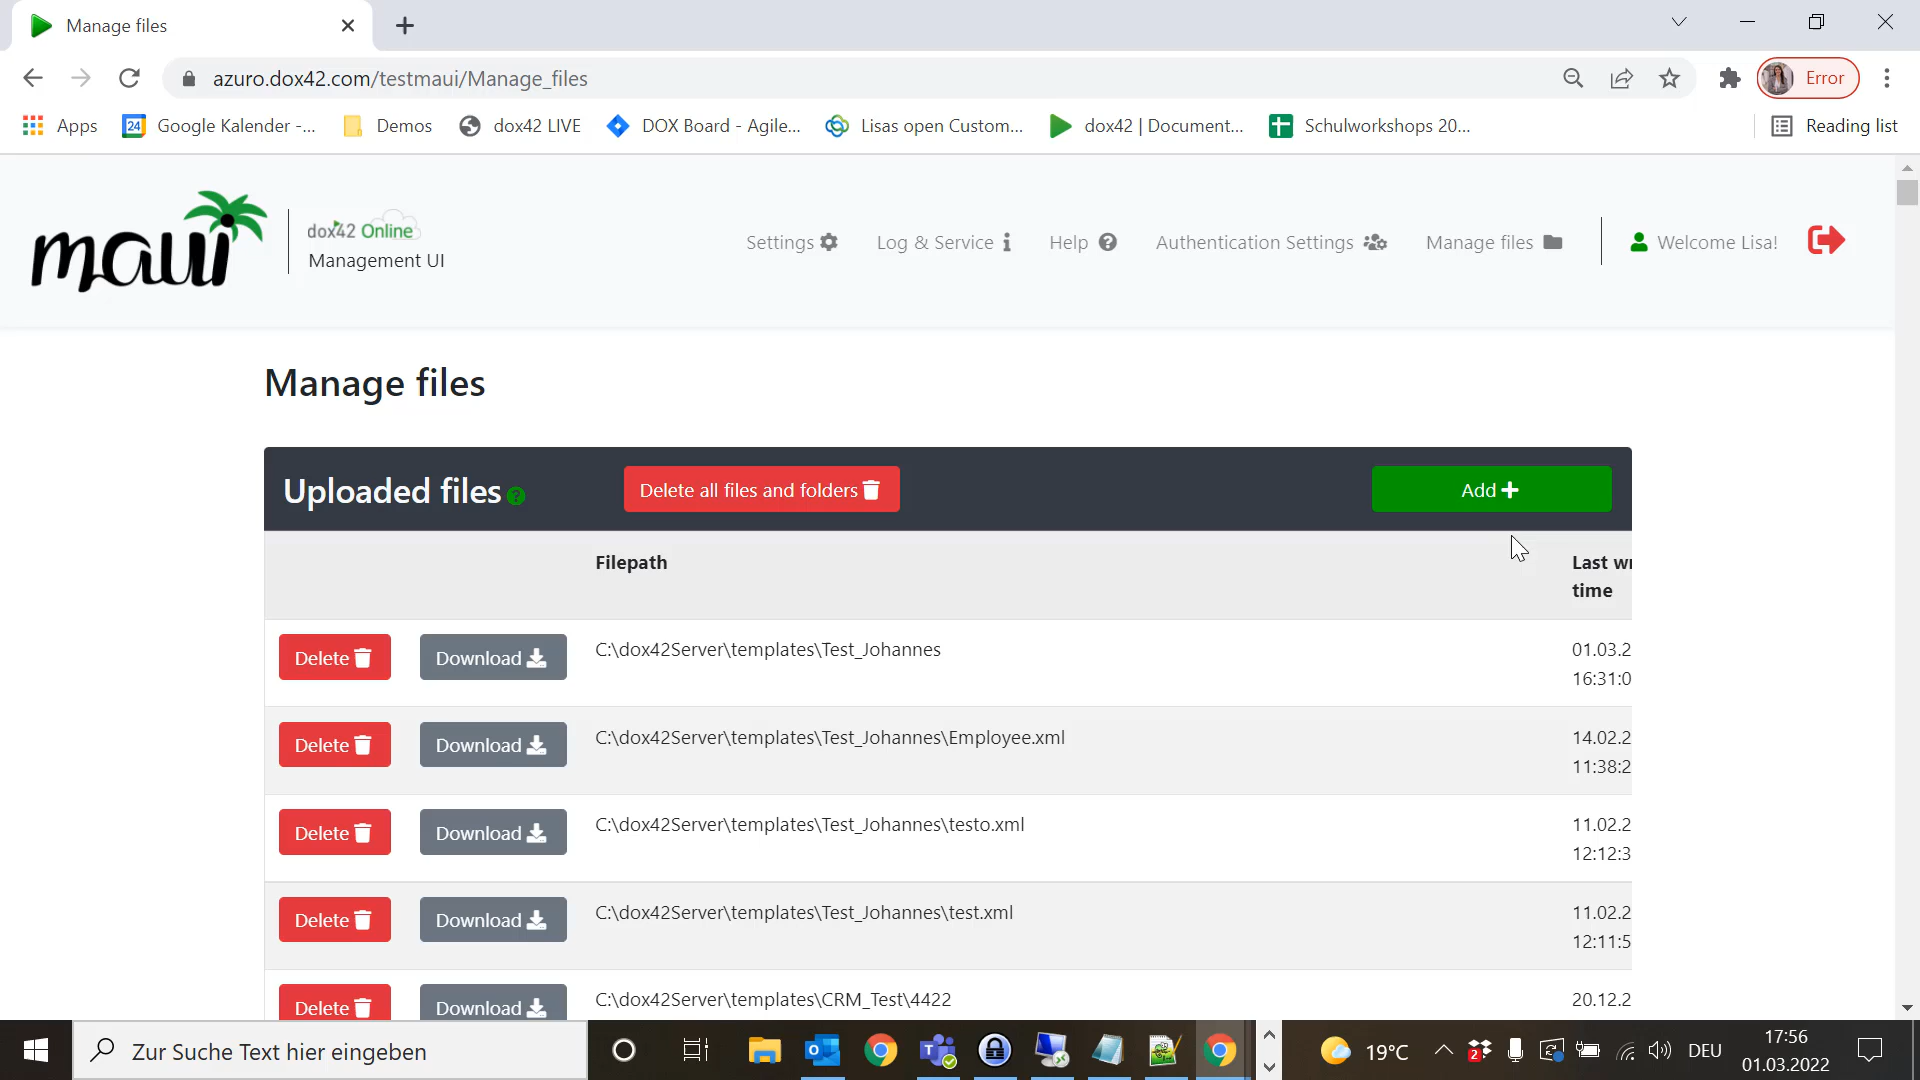 Manage files
azuro.dox42.com/testmaui/Manage_files
Error
Apps
24
Google Kalender -...
Demos
dox42 LIVE
DOX Board - Agile...
Lisas open Custom...
dox42 | Document...
Schulworkshops 20...
Reading list
maui
dox42 Online
Management UI
Settings
Log & Service
Help
Authentication Settings
Manage files
Welcome Lisa!
Manage files
Uploaded files
Delete all files and folders
Add
Filepath
Last wr
time
Delete
Download
C:\dox42Server\templates\Test_Johannes
01.03.2
16:31:0
Delete
Download
C:\dox42Server\templates\Test_Johannes\Employee.xml
14.02.2
11:38:2
Delete
Download
C:\dox42Server\templates\Test_Johannes\testo.xml
11.02.2
12:12:3
Delete
Download
C:\dox42Server\templates\Test_Johannes\test.xml
11.02.2
12:11:5
Delete
Download
C:\dox42Server\templates\CRM_Test\4422
20.12.2
Zur Suche Text hier eingeben
19°C
2
DEU
17:56
01.03.2022